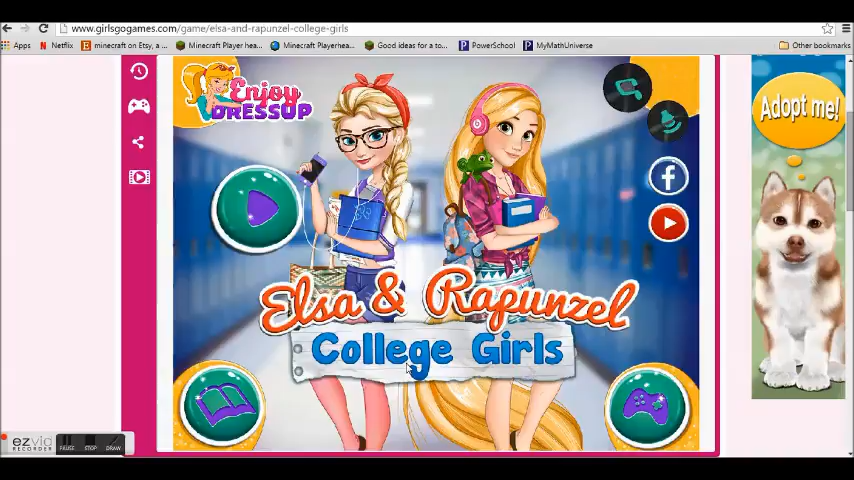 www.girlsgogames.com/game/elsa-and-rapunzel-college-girls
Apps Netflix minecraft on Etsy, a ... Minecraft Player hea... Minecraft Playerhea... Good ideas for a to... PowerSchool MyMathUniverse Other bookmarks
Enjoy
DRESSUP
Adopt me!
Elsa & Rapunzel
College Girls
ezvid
RECORDER
PAUSE STOP DRAW